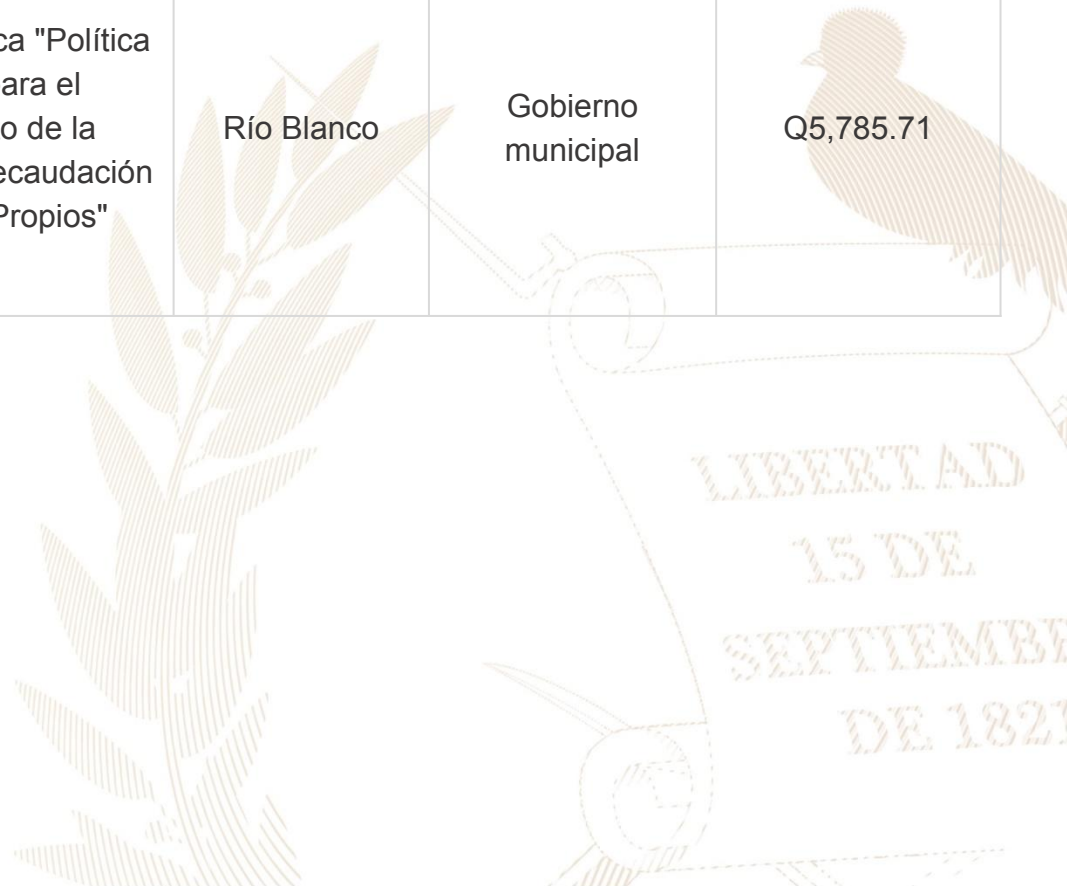 ca "Política
ara el
o de la
ecaudación
Propios"
Río Blanco
Gobierno
municipal
Q5,785.71
LIBERTAD
15 DE
SEPTIEMB
DE 1821